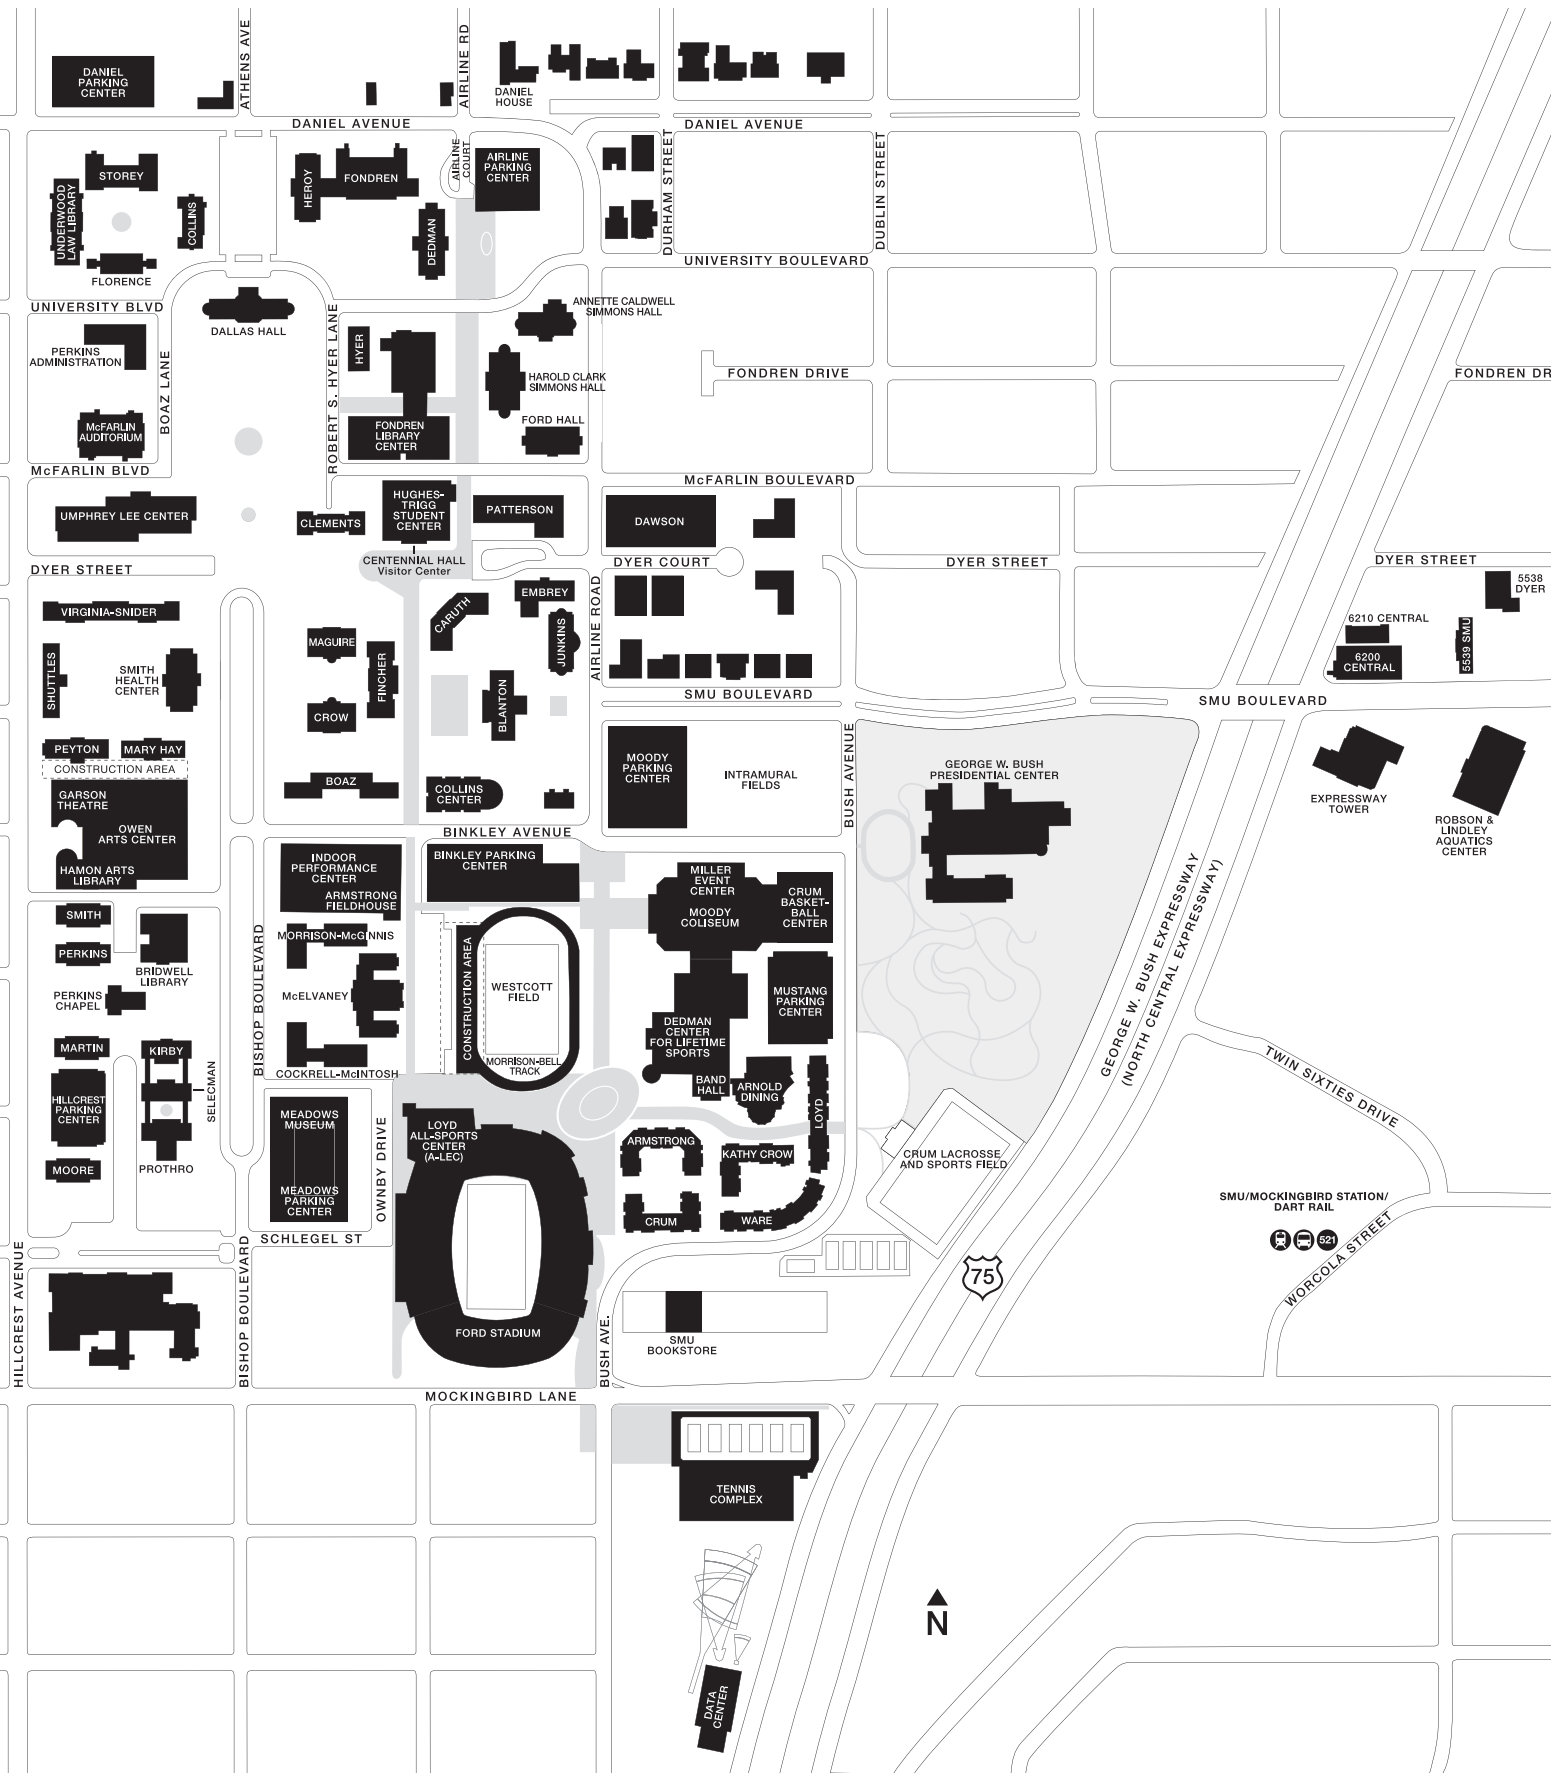 ATHENS AVE
AIRLINE RD
DANIEL
PARKING
CENTER
DANIEL
HOUSE
DANIEL AVENUE
DANIEL AVENUE
AIRLINE
COURT
AIRLINE
PARKING
CENTER
DURHAM STREET
DUBLIN STREET
STOREY
HEROY
FONDREN
UNDERWOOD
LAW LIBRARY
COLLINS
DEDMAN
FLORENCE
UNIVERSITY BOULEVARD
UNIVERSITY BLVD
DALLAS HALL
ANNETTE CALDWELL
SIMMONS HALL
PERKINS
ADMINISTRATION
BOAZ LANE
ROBERT S. HYER LANE
HYER
HAROLD CLARK
SIMMONS HALL
FONDREN DRIVE
FONDREN DR
McFARLIN
AUDITORIUM
FONDREN
LIBRARY
CENTER
FORD HALL
McFARLIN BLVD
McFARLIN BOULEVARD
UMPHREY LEE CENTER
CLEMENTS
HUGHES-
TRIGG
STUDENT
CENTER
PATTERSON
DAWSON
CENTENNIAL HALL
Visitor Center
DYER STREET
DYER COURT
DYER STREET
DYER STREET
5538
DYER
VIRGINIA-SNIDER
CARUTH
EMBREY
AIRLINE ROAD
6210 CENTRAL
5539 SMU
6200
CENTRAL
SHUTTLES
SMITH
HEALTH
CENTER
MAGUIRE
FINCHER
JUNKINS
CROW
BLANTON
SMU BOULEVARD
SMU BOULEVARD
PEYTON
MARY HAY
CONSTRUCTION AREA
BOAZ
COLLINS
CENTER
MOODY
PARKING
CENTER
INTRAMURAL
FIELDS
BUSH AVENUE
GEORGE W. BUSH
PRESIDENTIAL CENTER
EXPRESSWAY
TOWER
ROBSON &
LINDLEY
AQUATICS
CENTER
GARSON
THEATRE
OWEN
ARTS CENTER
HAMON ARTS
LIBRARY
BINKLEY AVENUE
INDOOR
PERFORMANCE
CENTER
ARMSTRONG
FIELDHOUSE
BINKLEY PARKING
CENTER
MILLER
EVENT
CENTER
MOODY
COLISEUM
CRUM
BASKET-
BALL
CENTER
SMITH
PERKINS
BRIDWELL
LIBRARY
BISHOP BOULEVARD
MORRISON-McGINNIS
McELVANEY
CONSTRUCTION AREA
WESTCOTT
FIELD
MORRISON-BELL
TRACK
MUSTANG
PARKING
CENTER
DEDMAN
CENTER
FOR LIFETIME
SPORTS
GEORGE W. BUSH EXPRESSWAY
(NORTH CENTRAL EXPRESSWAY)
PERKINS
CHAPEL
MARTIN
KIRBY
COCKRELL-McINTOSH
BAND
HALL
ARNOLD
DINING
LOYD
TWIN SIXTIES DRIVE
HILLCREST
PARKING
CENTER
SELECMAN
MEADOWS
MUSEUM
OWNBY DRIVE
LOYD
ALL-SPORTS
CENTER
(A-LEC)
ARMSTRONG
KATHY CROW
CRUM LACROSSE
AND SPORTS FIELD
MOORE
PROTHRO
MEADOWS
PARKING
CENTER
CRUM
WARE
SMU/MOCKINGBIRD STATION/
DART RAIL
521
WORCOLA STREET
SCHLEGEL ST
75
HILLCREST AVENUE
BISHOP BOULEVARD
FORD STADIUM
BUSH AVE.
SMU
BOOKSTORE
MOCKINGBIRD LANE
TENNIS
COMPLEX
N
DATA
CENTER